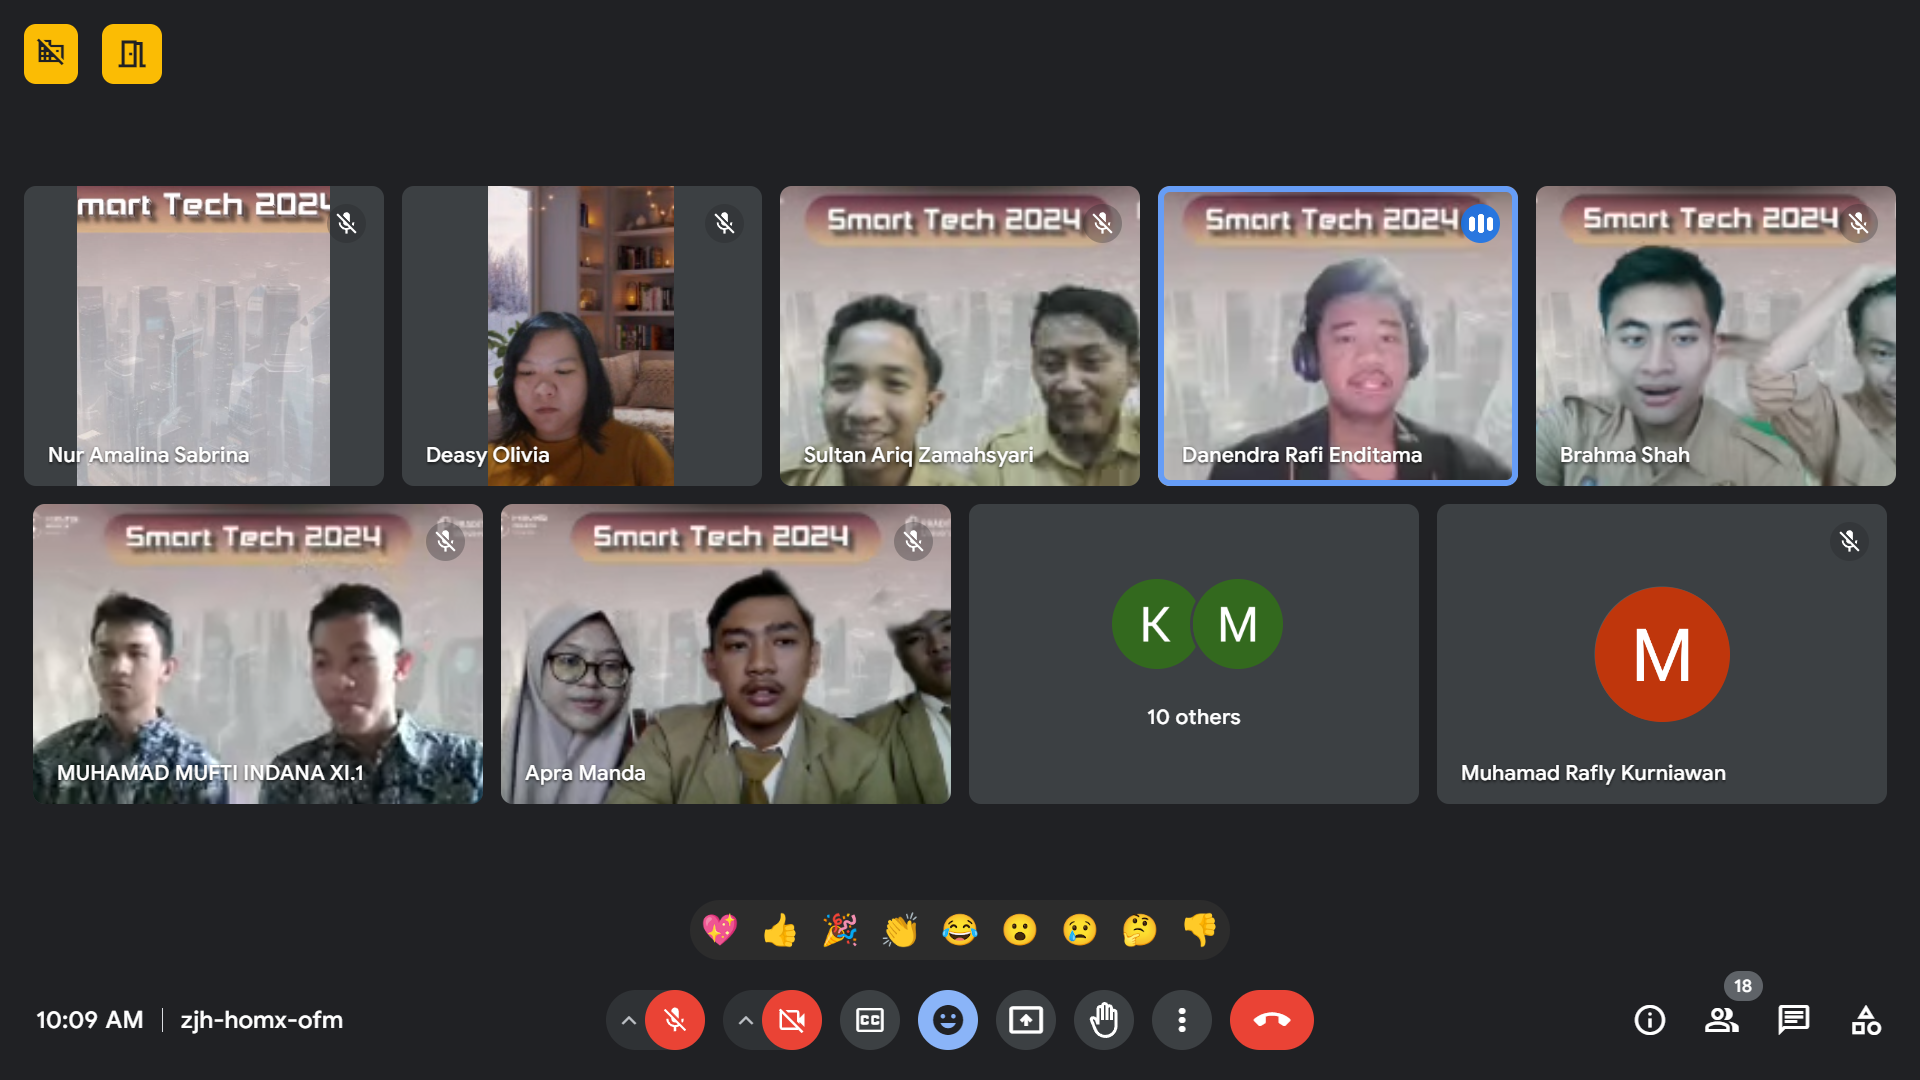 mart Tech 2024
Nur Amalina Sabrina
Deasy Olivia
Smart Tech 2024
Sultan Ariq Zamahsyari
Smart Tech 2024
Danendra Rafi Enditama
Smart Tech 2024
Brahma Shah
Smart Tech 2024
MUHAMAD MUFTI INDANA XI.1
Smart Tech 2024
Apra Manda
K
M
10 others
M
Muhamad Rafly Kurniawan
10:09 AM
zjh-homx-ofm
CC
18